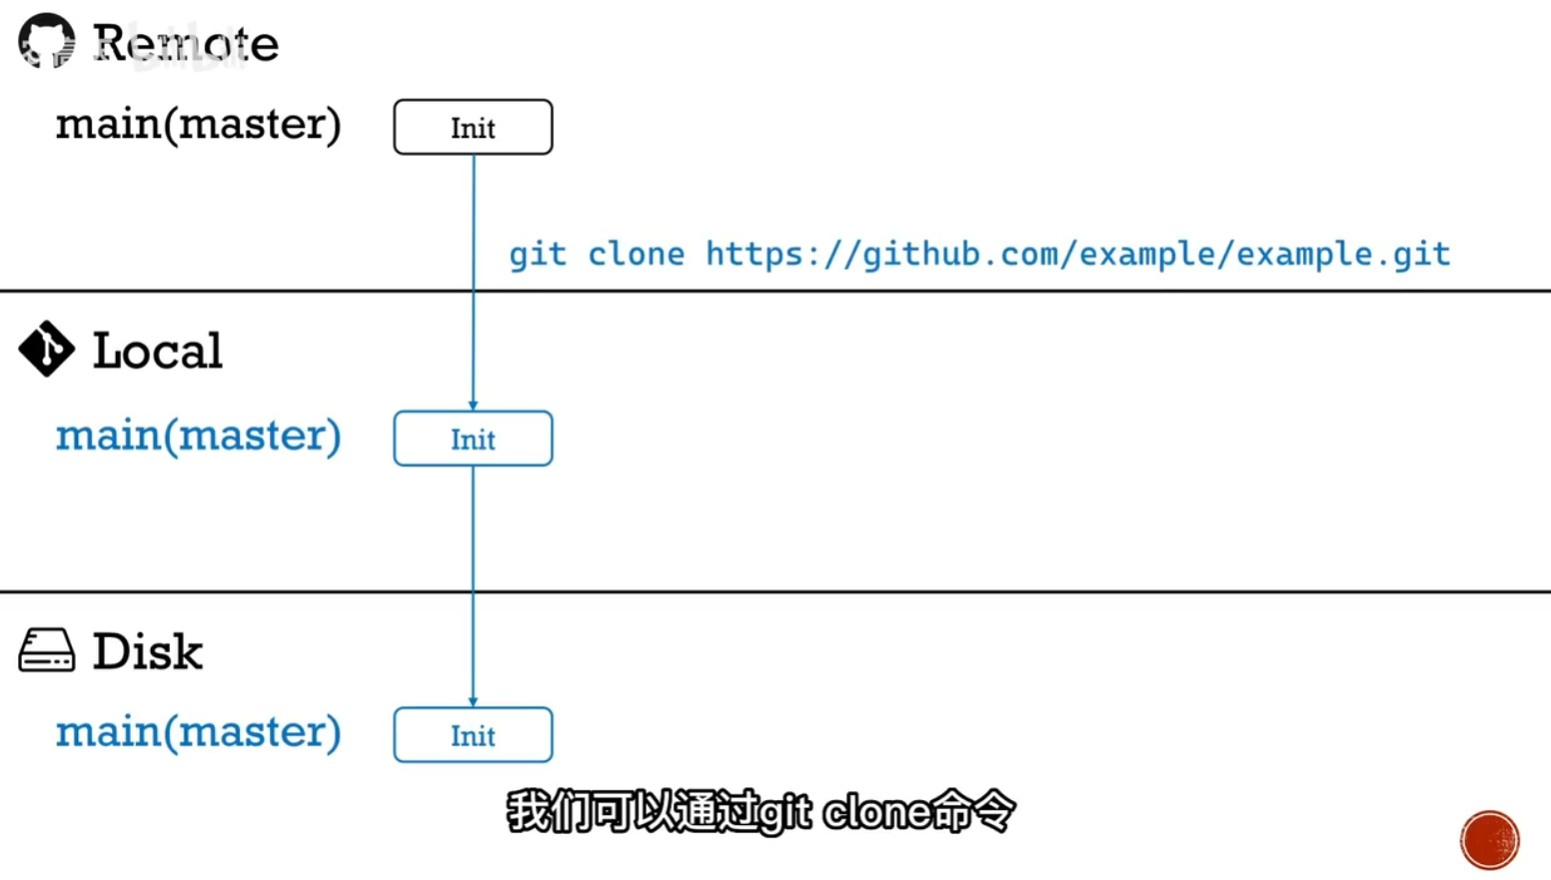 Remote
main(master)
Init
git clone https://github.com/example/example.git
Local
main(master)
Init
Disk
main(master)
Init
我们可以通过git clone命令